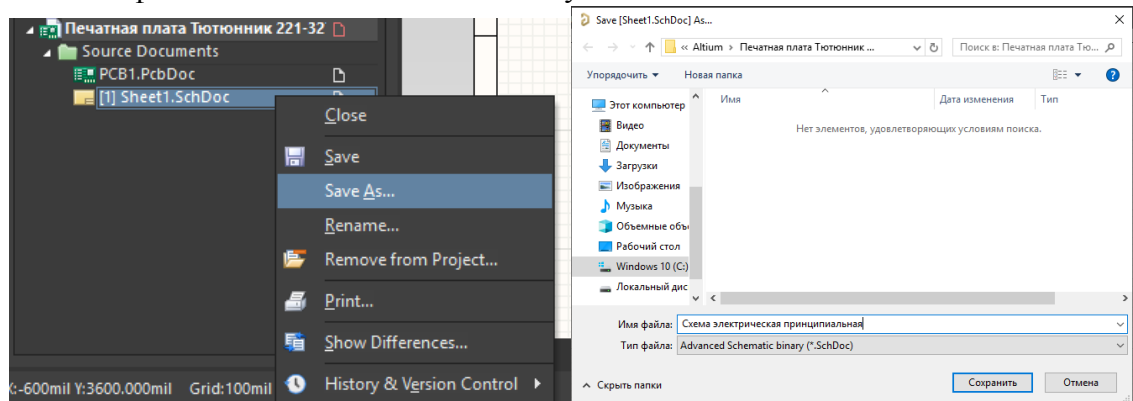 Печатная плата Тютюнник 221-32
Source Documents
PCB1.PcbDoc
[1] Sheet1.SchDoc
Close
Save
Save As...
Rename...
Remove from Project...
Print...
Show Differences...
History & Version Control
X:-600mil Y:3600.000mil Grid:100mil
Save [Sheet1.SchDoc] As...
« Altium › Печатная плата Тютюнник ...
Поиск в: Печатная плата Тю...
Упорядочить Новая папка
Этот компьютер
Видео
Документы
Загрузки
Изображения
Музыка
Объемные объ
Рабочий стол
Windows 10 (C:)
Локальный дис
Имя Дата изменения Тип
Нет элементов, удовлетворяющих условиям поиска.
Имя файла: Схема электрическая принципиальная
Тип файла: Advanced Schematic binary (*.SchDoc)
Скрыть папки
Сохранить Отмена